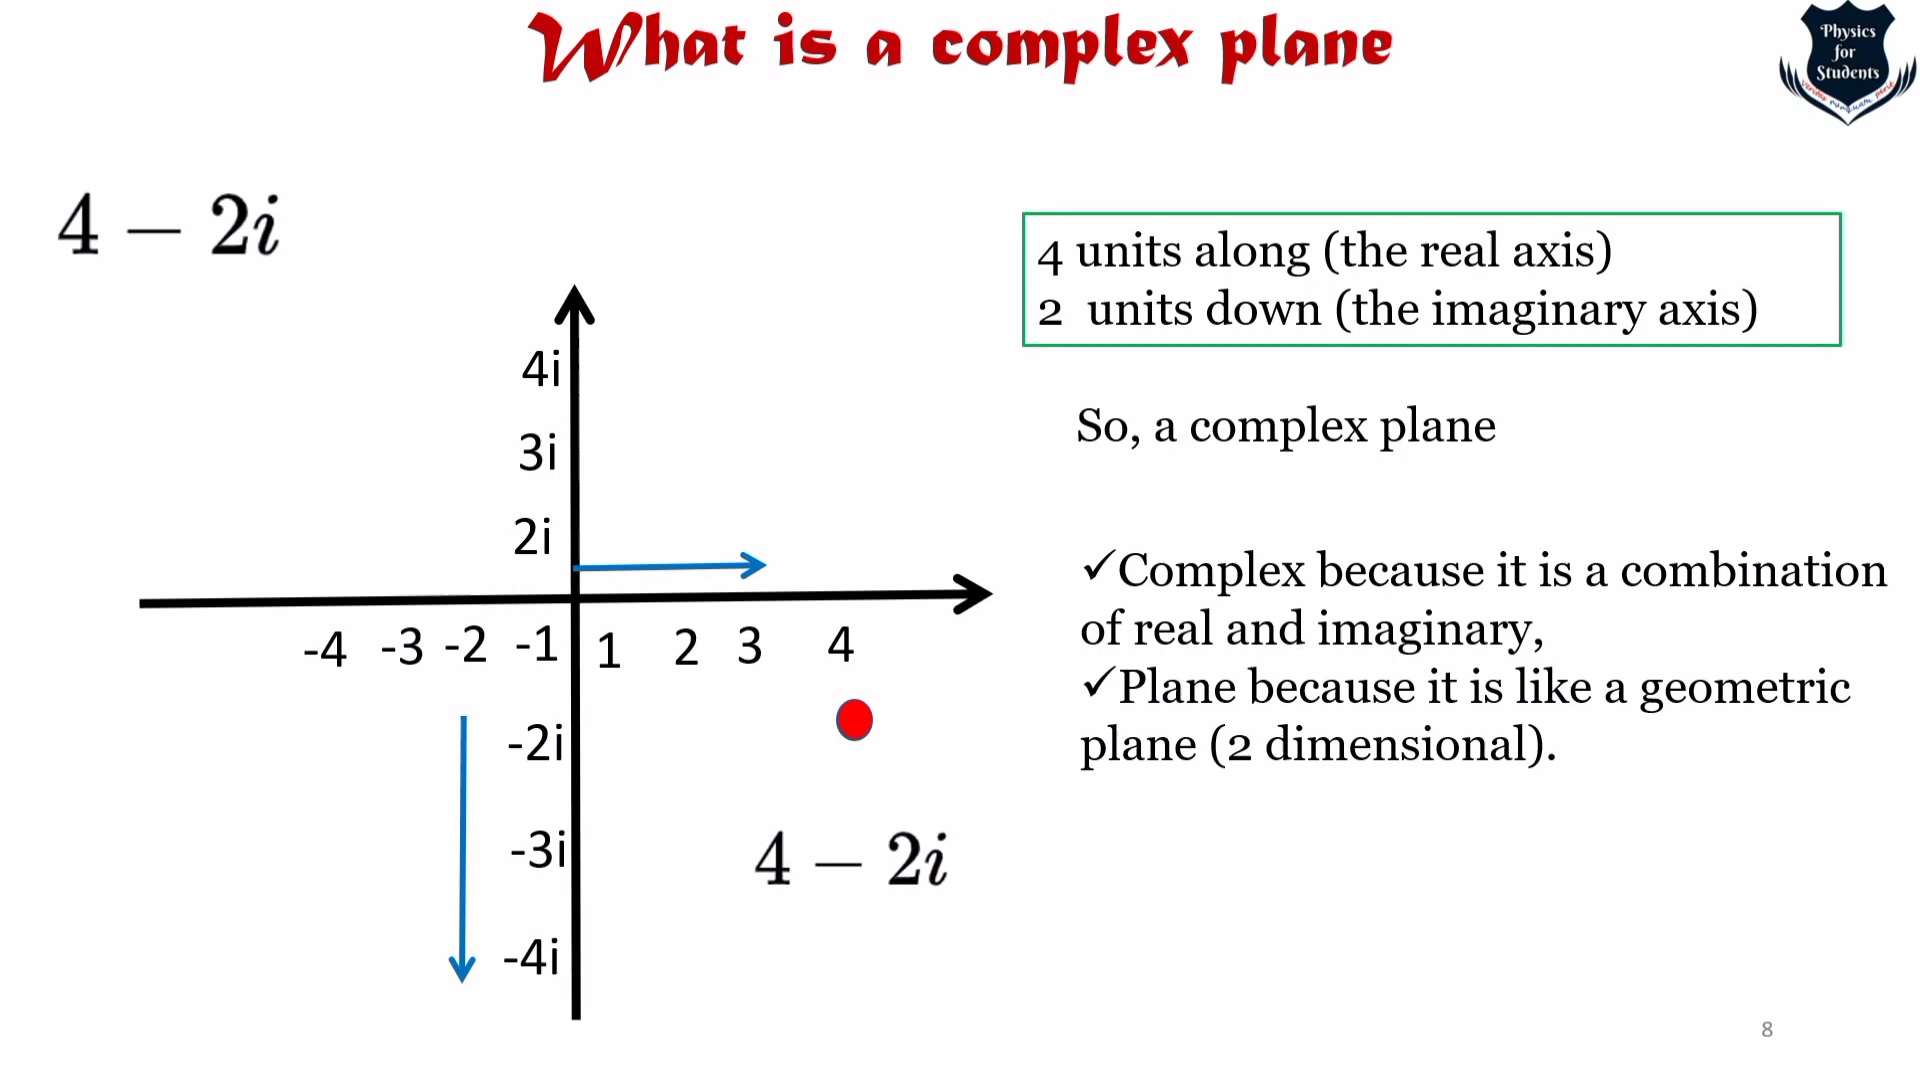 What is a complex plane
Physics
for
Students
4 − 2i
4 units along (the real axis)
2 units down (the imaginary axis)
So, a complex plane
✓Complex because it is a combination
of real and imaginary,
✓Plane because it is like a geometric
plane (2 dimensional).
4i
3i
2i
-4 -3 -2 -1 1 2 3 4
-2i
-3i
-4i
4 − 2i
8